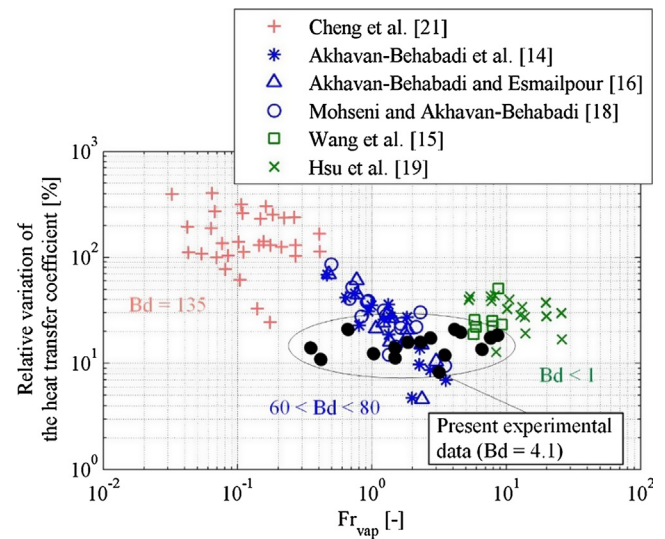 Cheng et al. [21]
Akhavan-Behabadi et al. [14]
Akhavan-Behabadi and Esmailpour [16]
Mohseni and Akhavan-Behabadi [18]
Wang et al. [15]
Hsu et al. [19]
Relative variation of
the heat transfer coefficient [%]
10^3
10^2
10^1
10^0
Bd = 135
60 < Bd < 80
Bd < 1
Present experimental
data (Bd = 4.1)
10^-2
10^-1
10^0
10^1
10^2
Fr_vap [-]